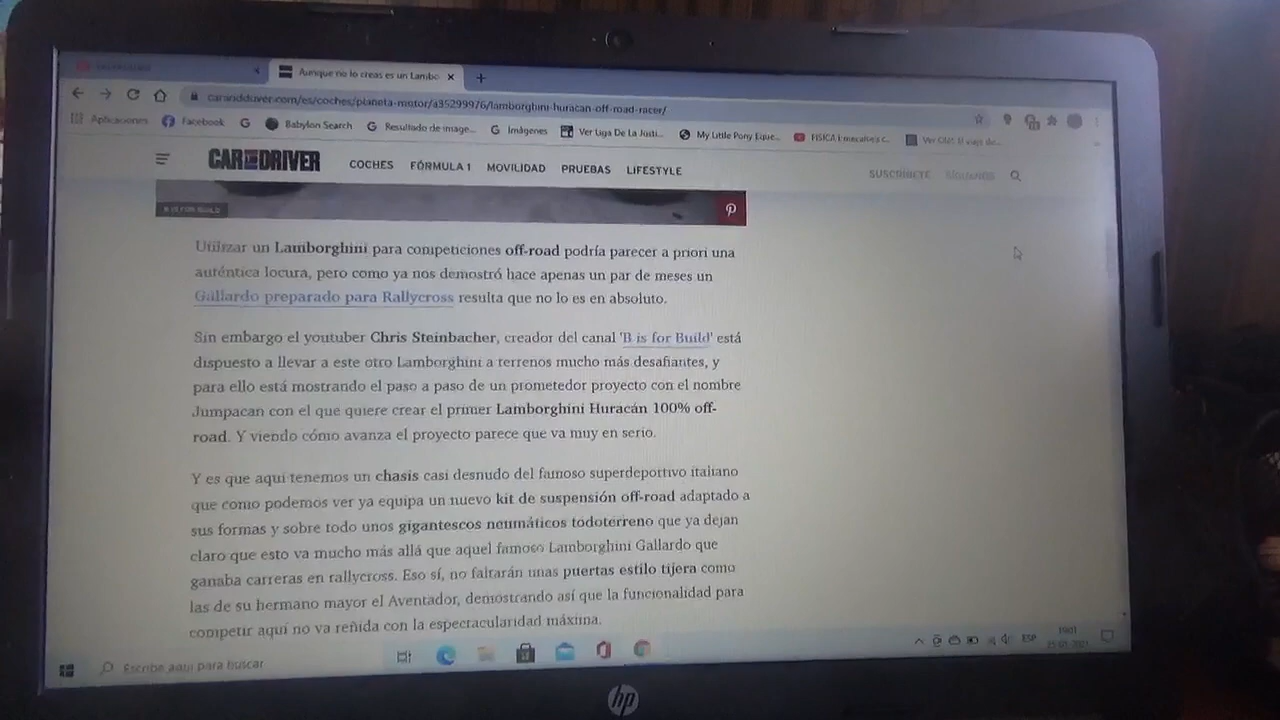 Aunque no lo creas es un Lambo
caranddriver.com/es/coches/planeta-motor/a35299976/lamborghini-huracan-off-road-racer/
Aplicaciones Facebook Babylon Search Resultado de image... Imágenes Ver Liga De La Justi... My Little Pony Eque... FISICA I:
CAR AND DRIVER COCHES FÓRMULA 1 MOVILIDAD PRUEBAS LIFESTYLE SUSCRÍBETE SÍGUENOS
B IS FOR BUILD
Utilizar un Lamborghini para competiciones off-road podría parecer a priori una
auténtica locura, pero como ya nos demostró hace apenas un par de meses un
Gallardo preparado para Rallycross resulta que no lo es en absoluto.
Sin embargo el youtuber Chris Steinbacher, creador del canal 'B is for Build' está
dispuesto a llevar a este otro Lamborghini a terrenos mucho más desafiantes, y
para ello está mostrando el paso a paso de un prometedor proyecto con el nombre
Jumpacan con el que quiere crear el primer Lamborghini Huracán 100% off-
road. Y viendo cómo avanza el proyecto parece que va muy en serio.
Y es que aquí tenemos un chasis casi desnudo del famoso superdeportivo italiano
que como podemos ver ya equipa un nuevo kit de suspensión off-road adaptado a
sus formas y sobre todo unos gigantescos neumáticos todoterreno que ya dejan
claro que esto va mucho más allá que aquel famoso Lamborghini Gallardo que
ganaba carreras en rallycross. Eso sí, no faltarán unas puertas estilo tijera como
las de su hermano mayor el Aventador, demostrando así que la funcionalidad para
competir aquí no va reñida con la espectacularidad máxima.
Escribe aquí para buscar
ESP
19:01
hp